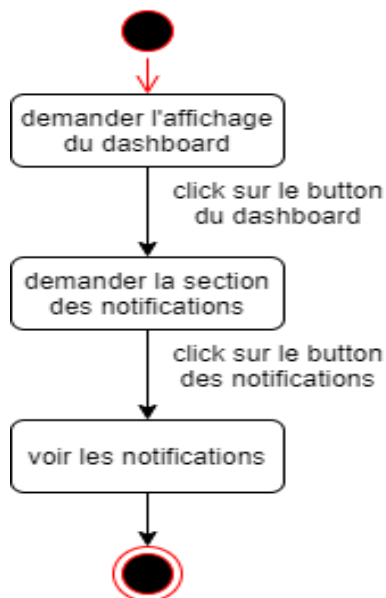 demander l'affichage
du dashboard
click sur le button
du dashboard
demander la section
des notifications
click sur le button
des notifications
voir les notifications